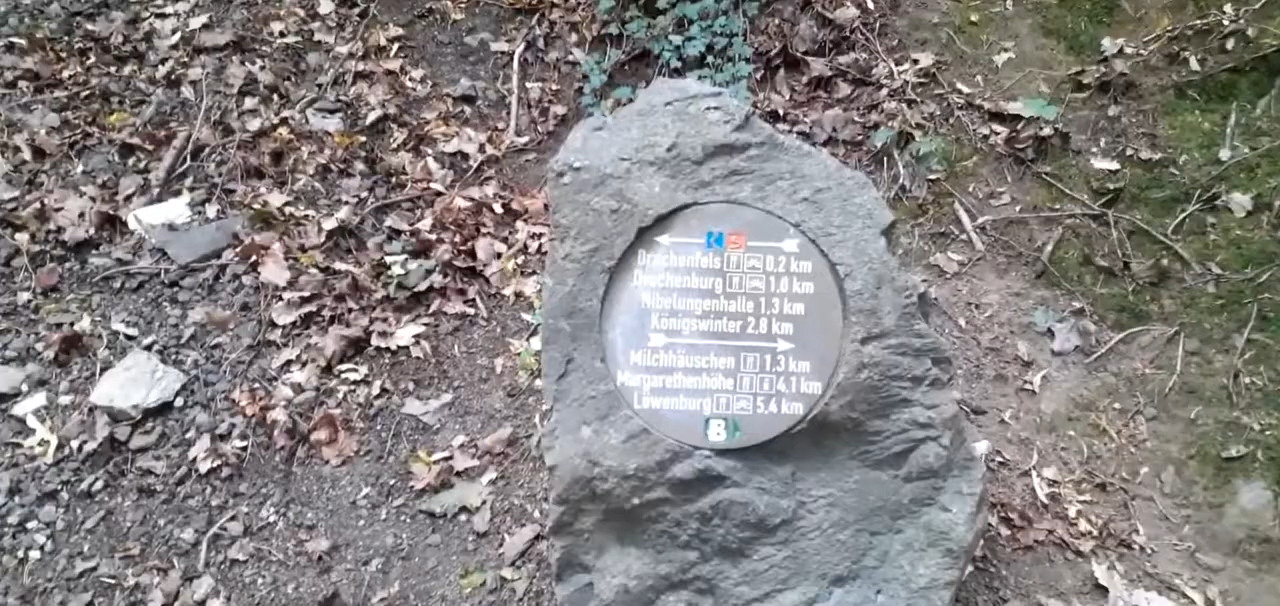 K
Drachenfels 0,2 km
Drachenburg 1,0 km
Nibelungenhalle 1,3 km
Königswinter 2,8 km
Milchhäuschen 1,3 km
Margarethenhöhe 4,1 km
Löwenburg 5,4 km
B